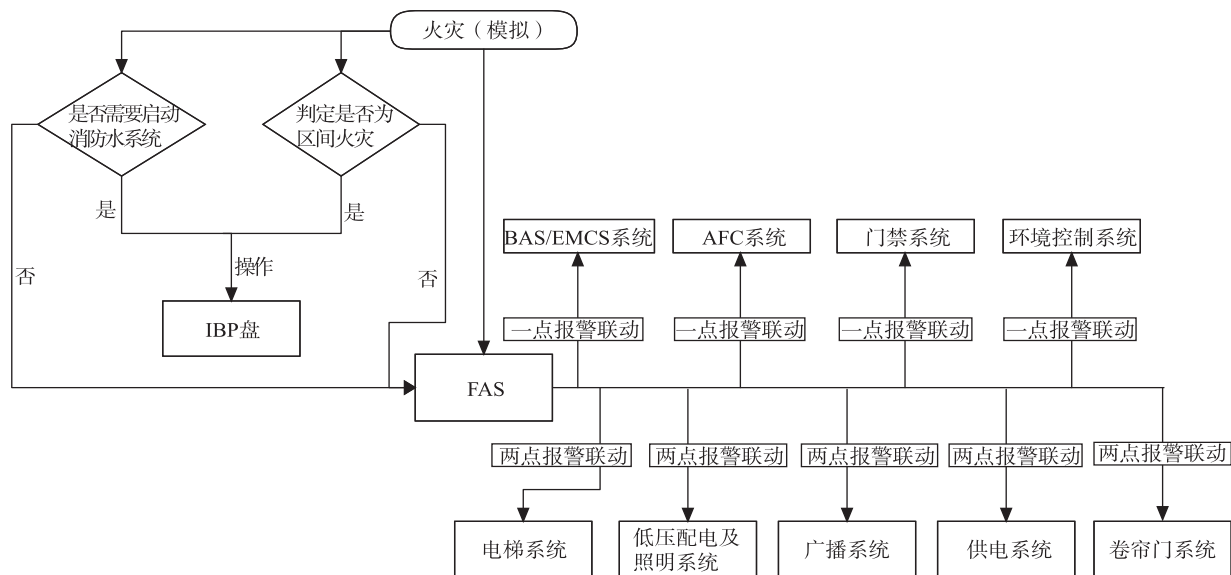 火灾（模拟）
是否需要启动
消防水系统
判定是否为
区间火灾
是
是
否
操作
否
IBP盘
FAS
BAS/EMCS系统
AFC系统
门禁系统
环境控制系统
一点报警联动
一点报警联动
一点报警联动
一点报警联动
两点报警联动
两点报警联动
两点报警联动
两点报警联动
两点报警联动
电梯系统
低压配电及
照明系统
广播系统
供电系统
卷帘门系统